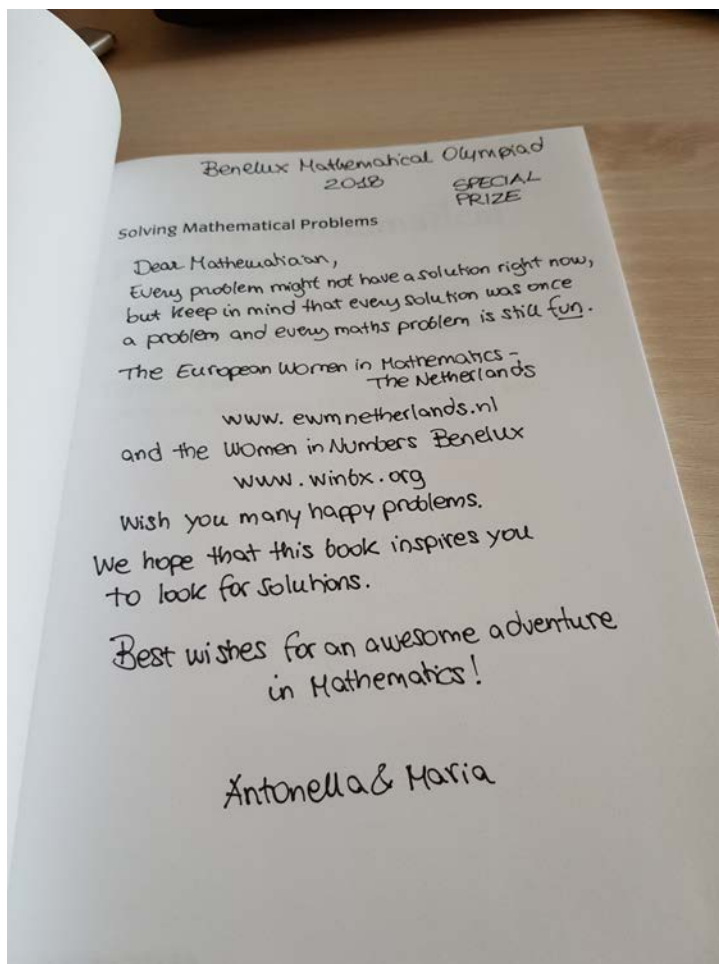 Benelux Mathematical Olympiad
2018
SPECIAL
PRIZE
Solving Mathematical Problems
Dear Mathematician,
Every problem might not have a solution right now,
but keep in mind that every solution was once
a problem and every maths problem is still fun.
The European Women in Mathematics -
The Netherlands
www.ewmnetherlands.nl
and the Women in Numbers Benelux
www.winbx.org
wish you many happy problems.
We hope that this book inspires you
to look for solutions.
Best wishes for an awesome adventure
in Mathematics!
Antonella & Maria